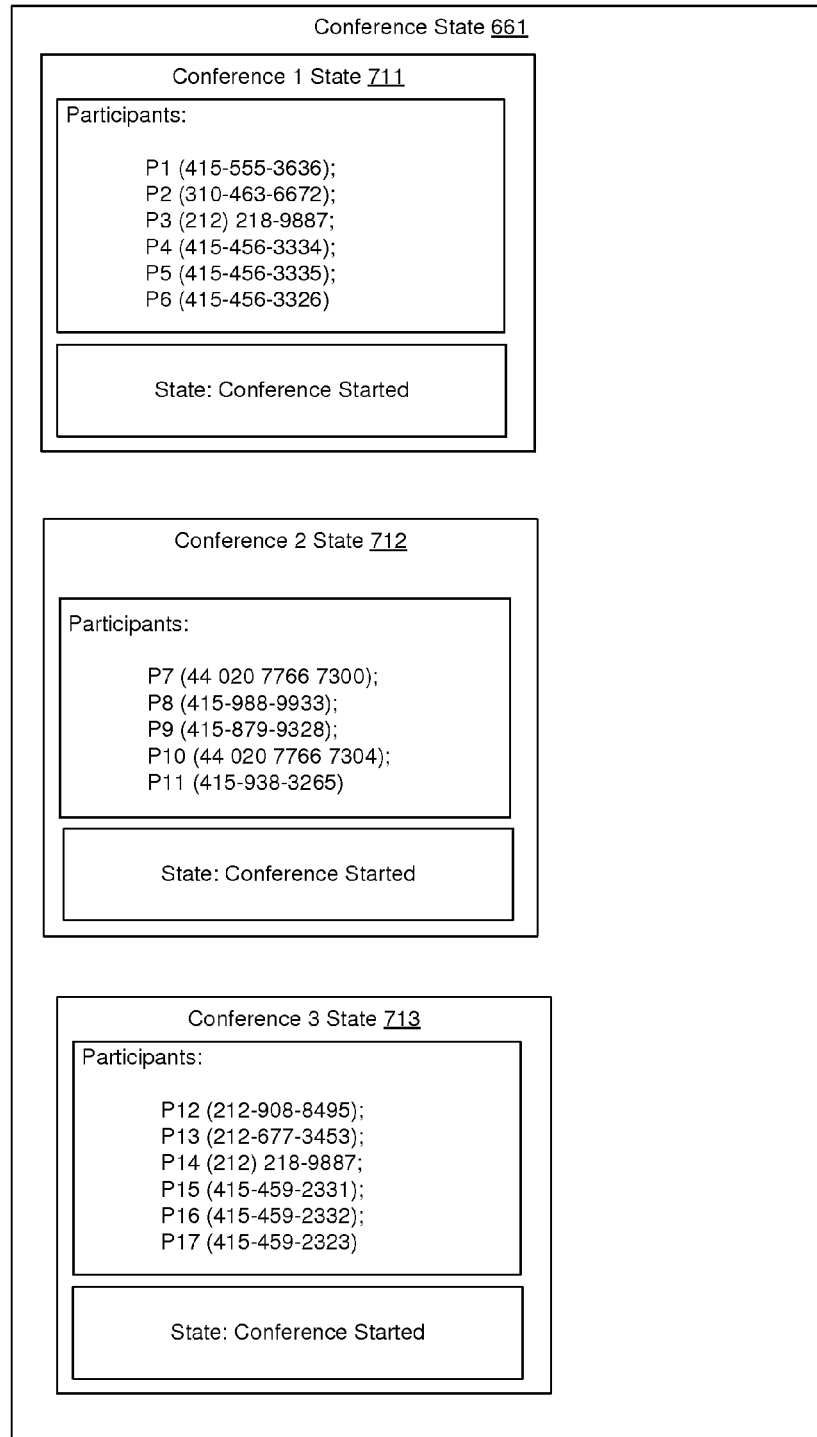 Conference State 661
Conference 1 State 711
Participants:
P1 (415-555-3636);
P2 (310-463-6672);
P3 (212) 218-9887;
P4 (415-456-3334);
P5 (415-456-3335);
P6 (415-456-3326)
State: Conference Started
Conference 2 State 712
Participants:
P7 (44 020 7766 7300);
P8 (415-988-9933);
P9 (415-879-9328);
P10 (44 020 7766 7304);
P11 (415-938-3265)
State: Conference Started
Conference 3 State 713
Participants:
P12 (212-908-8495);
P13 (212-677-3453);
P14 (212) 218-9887;
P15 (415-459-2331);
P16 (415-459-2332);
P17 (415-459-2323)
State: Conference Started